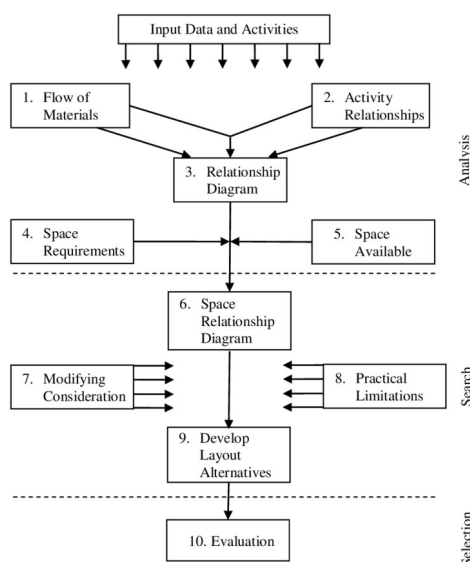 Input Data and Activities
1. Flow of
Materials
2. Activity
Relationships
3. Relationship
Diagram
Analysis
4. Space
Requirements
5. Space
Available
6. Space
Relationship
Diagram
7. Modifying
Consideration
8. Practical
Limitations
Search
9. Develop
Layout
Alternatives
10. Evaluation
Selection